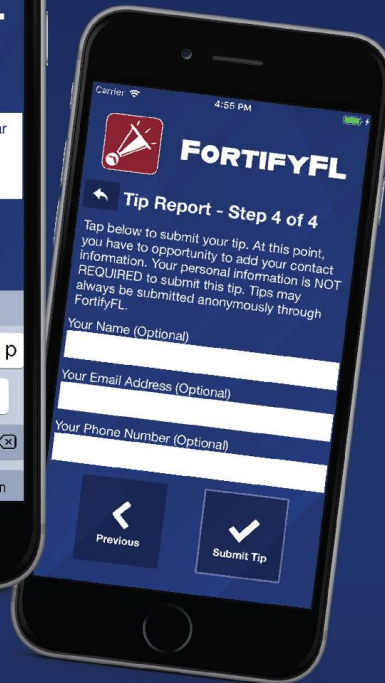 Carrier
4:55 PM
FORTIFYFL
Tip Report - Step 4 of 4
Tap below to submit your tip. At this point,
you have to opportunity to add your contact
information. Your personal information is NOT
REQUIRED to submit this tip. Tips may
always be submitted anonymously through
FortifyFL.
Your Name (Optional)
Your Email Address (Optional)
Your Phone Number (Optional)
Previous
Submit Tip
p